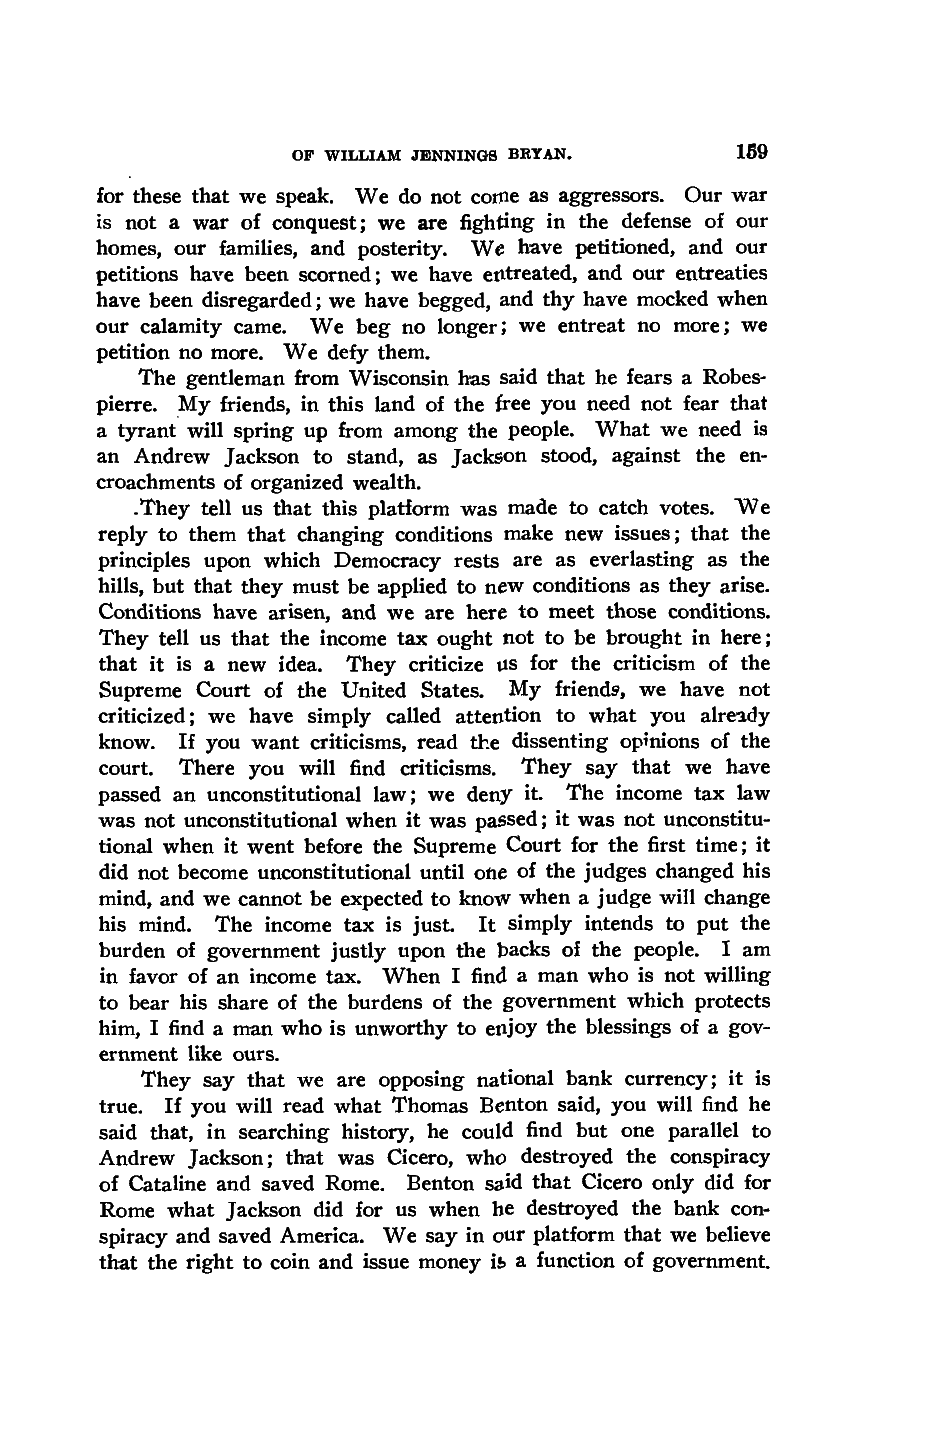 OF WILLIAM JENNINGS BRYAN. 159
for these that we speak. We do not come as aggressors. Our war
is not a war of conquest; we are fighting in the defense of our
homes, our families, and posterity. We have petitioned, and our
petitions have been scorned; we have entreated, and our entreaties
have been disregarded; we have begged, and thy have mocked when
our calamity came. We beg no longer; we entreat no more; we
petition no more. We defy them.
The gentleman from Wisconsin has said that he fears a Robes-
pierre. My friends, in this land of the free you need not fear that
a tyrant will spring up from among the people. What we need is
an Andrew Jackson to stand, as Jackson stood, against the en-
croachments of organized wealth.
.They tell us that this platform was made to catch votes. We
reply to them that changing conditions make new issues; that the
principles upon which Democracy rests are as everlasting as the
hills, but that they must be applied to new conditions as they arise.
Conditions have arisen, and we are here to meet those conditions.
They tell us that the income tax ought not to be brought in here;
that it is a new idea. They criticize us for the criticism of the
Supreme Court of the United States. My friends, we have not
criticized; we have simply called attention to what you already
know. If you want criticisms, read the dissenting opinions of the
court. There you will find criticisms. They say that we have
passed an unconstitutional law; we deny it. The income tax law
was not unconstitutional when it was passed; it was not unconstitu-
tional when it went before the Supreme Court for the first time; it
did not become unconstitutional until one of the judges changed his
mind, and we cannot be expected to know when a judge will change
his mind. The income tax is just. It simply intends to put the
burden of government justly upon the backs of the people. I am
in favor of an income tax. When I find a man who is not willing
to bear his share of the burdens of the government which protects
him, I find a man who is unworthy to enjoy the blessings of a gov-
ernment like ours.
They say that we are opposing national bank currency; it is
true. If you will read what Thomas Benton said, you will find he
said that, in searching history, he could find but one parallel to
Andrew Jackson; that was Cicero, who destroyed the conspiracy
of Cataline and saved Rome. Benton said that Cicero only did for
Rome what Jackson did for us when he destroyed the bank con-
spiracy and saved America. We say in our platform that we believe
that the right to coin and issue money is a function of government.